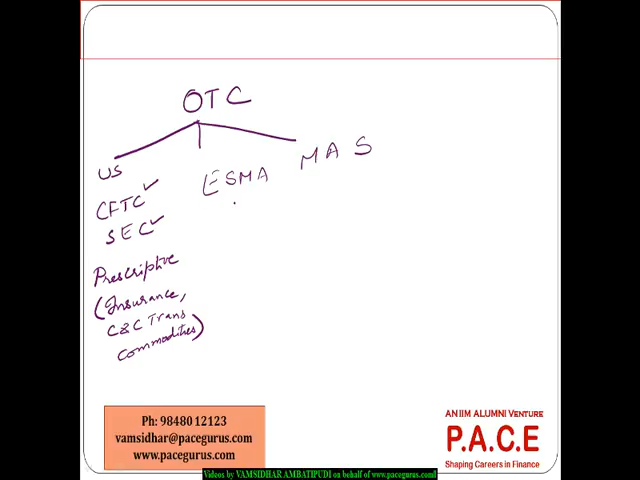 OTC
US
ESMA
MAS
CFTC
SEC
Prescriptive
(Insurance,
C&C Trans
Commodities)
Ph: 98480 12123
vamsidhar@pacegurus.com
www.pacegurus.com
AN IIM ALUMNI VENTURE
P.A.C.E
Shaping Careers in Finance
Videos by VAMSIDHAR AMBATIPUDI on behalf of www.pacegurus.com